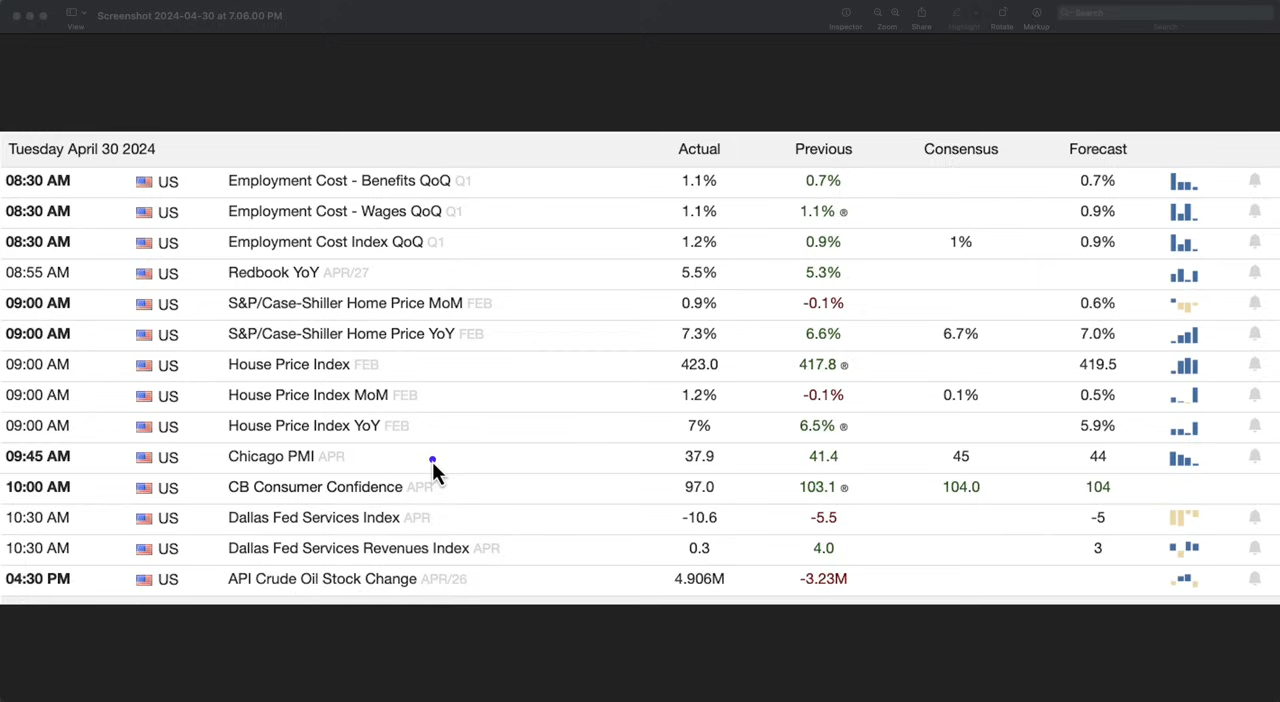 Screenshot 2024-04-30 at 7.06.00 PM
View
Inspector Zoom Share Highlight Rotate Markup Search
Search
Tuesday April 30 2024 Actual Previous Consensus Forecast
08:30 AM US Employment Cost - Benefits QoQ Q1 1.1% 0.7% 0.7%
08:30 AM US Employment Cost - Wages QoQ Q1 1.1% 1.1% ® 0.9%
08:30 AM US Employment Cost Index QoQ Q1 1.2% 0.9% 1% 0.9%
08:55 AM US Redbook YoY APR/27 5.5% 5.3%
09:00 AM US S&P/Case-Shiller Home Price MoM FEB 0.9% -0.1% 0.6%
09:00 AM US S&P/Case-Shiller Home Price YoY FEB 7.3% 6.6% 6.7% 7.0%
09:00 AM US House Price Index FEB 423.0 417.8 ® 419.5
09:00 AM US House Price Index MoM FEB 1.2% -0.1% 0.1% 0.5%
09:00 AM US House Price Index YoY FEB 7% 6.5% ® 5.9%
09:45 AM US Chicago PMI APR 37.9 41.4 45 44
10:00 AM US CB Consumer Confidence APR 97.0 103.1 ® 104.0 104
10:30 AM US Dallas Fed Services Index APR -10.6 -5.5 -5
10:30 AM US Dallas Fed Services Revenues Index APR 0.3 4.0 3
04:30 PM US API Crude Oil Stock Change APR/26 4.906M -3.23M